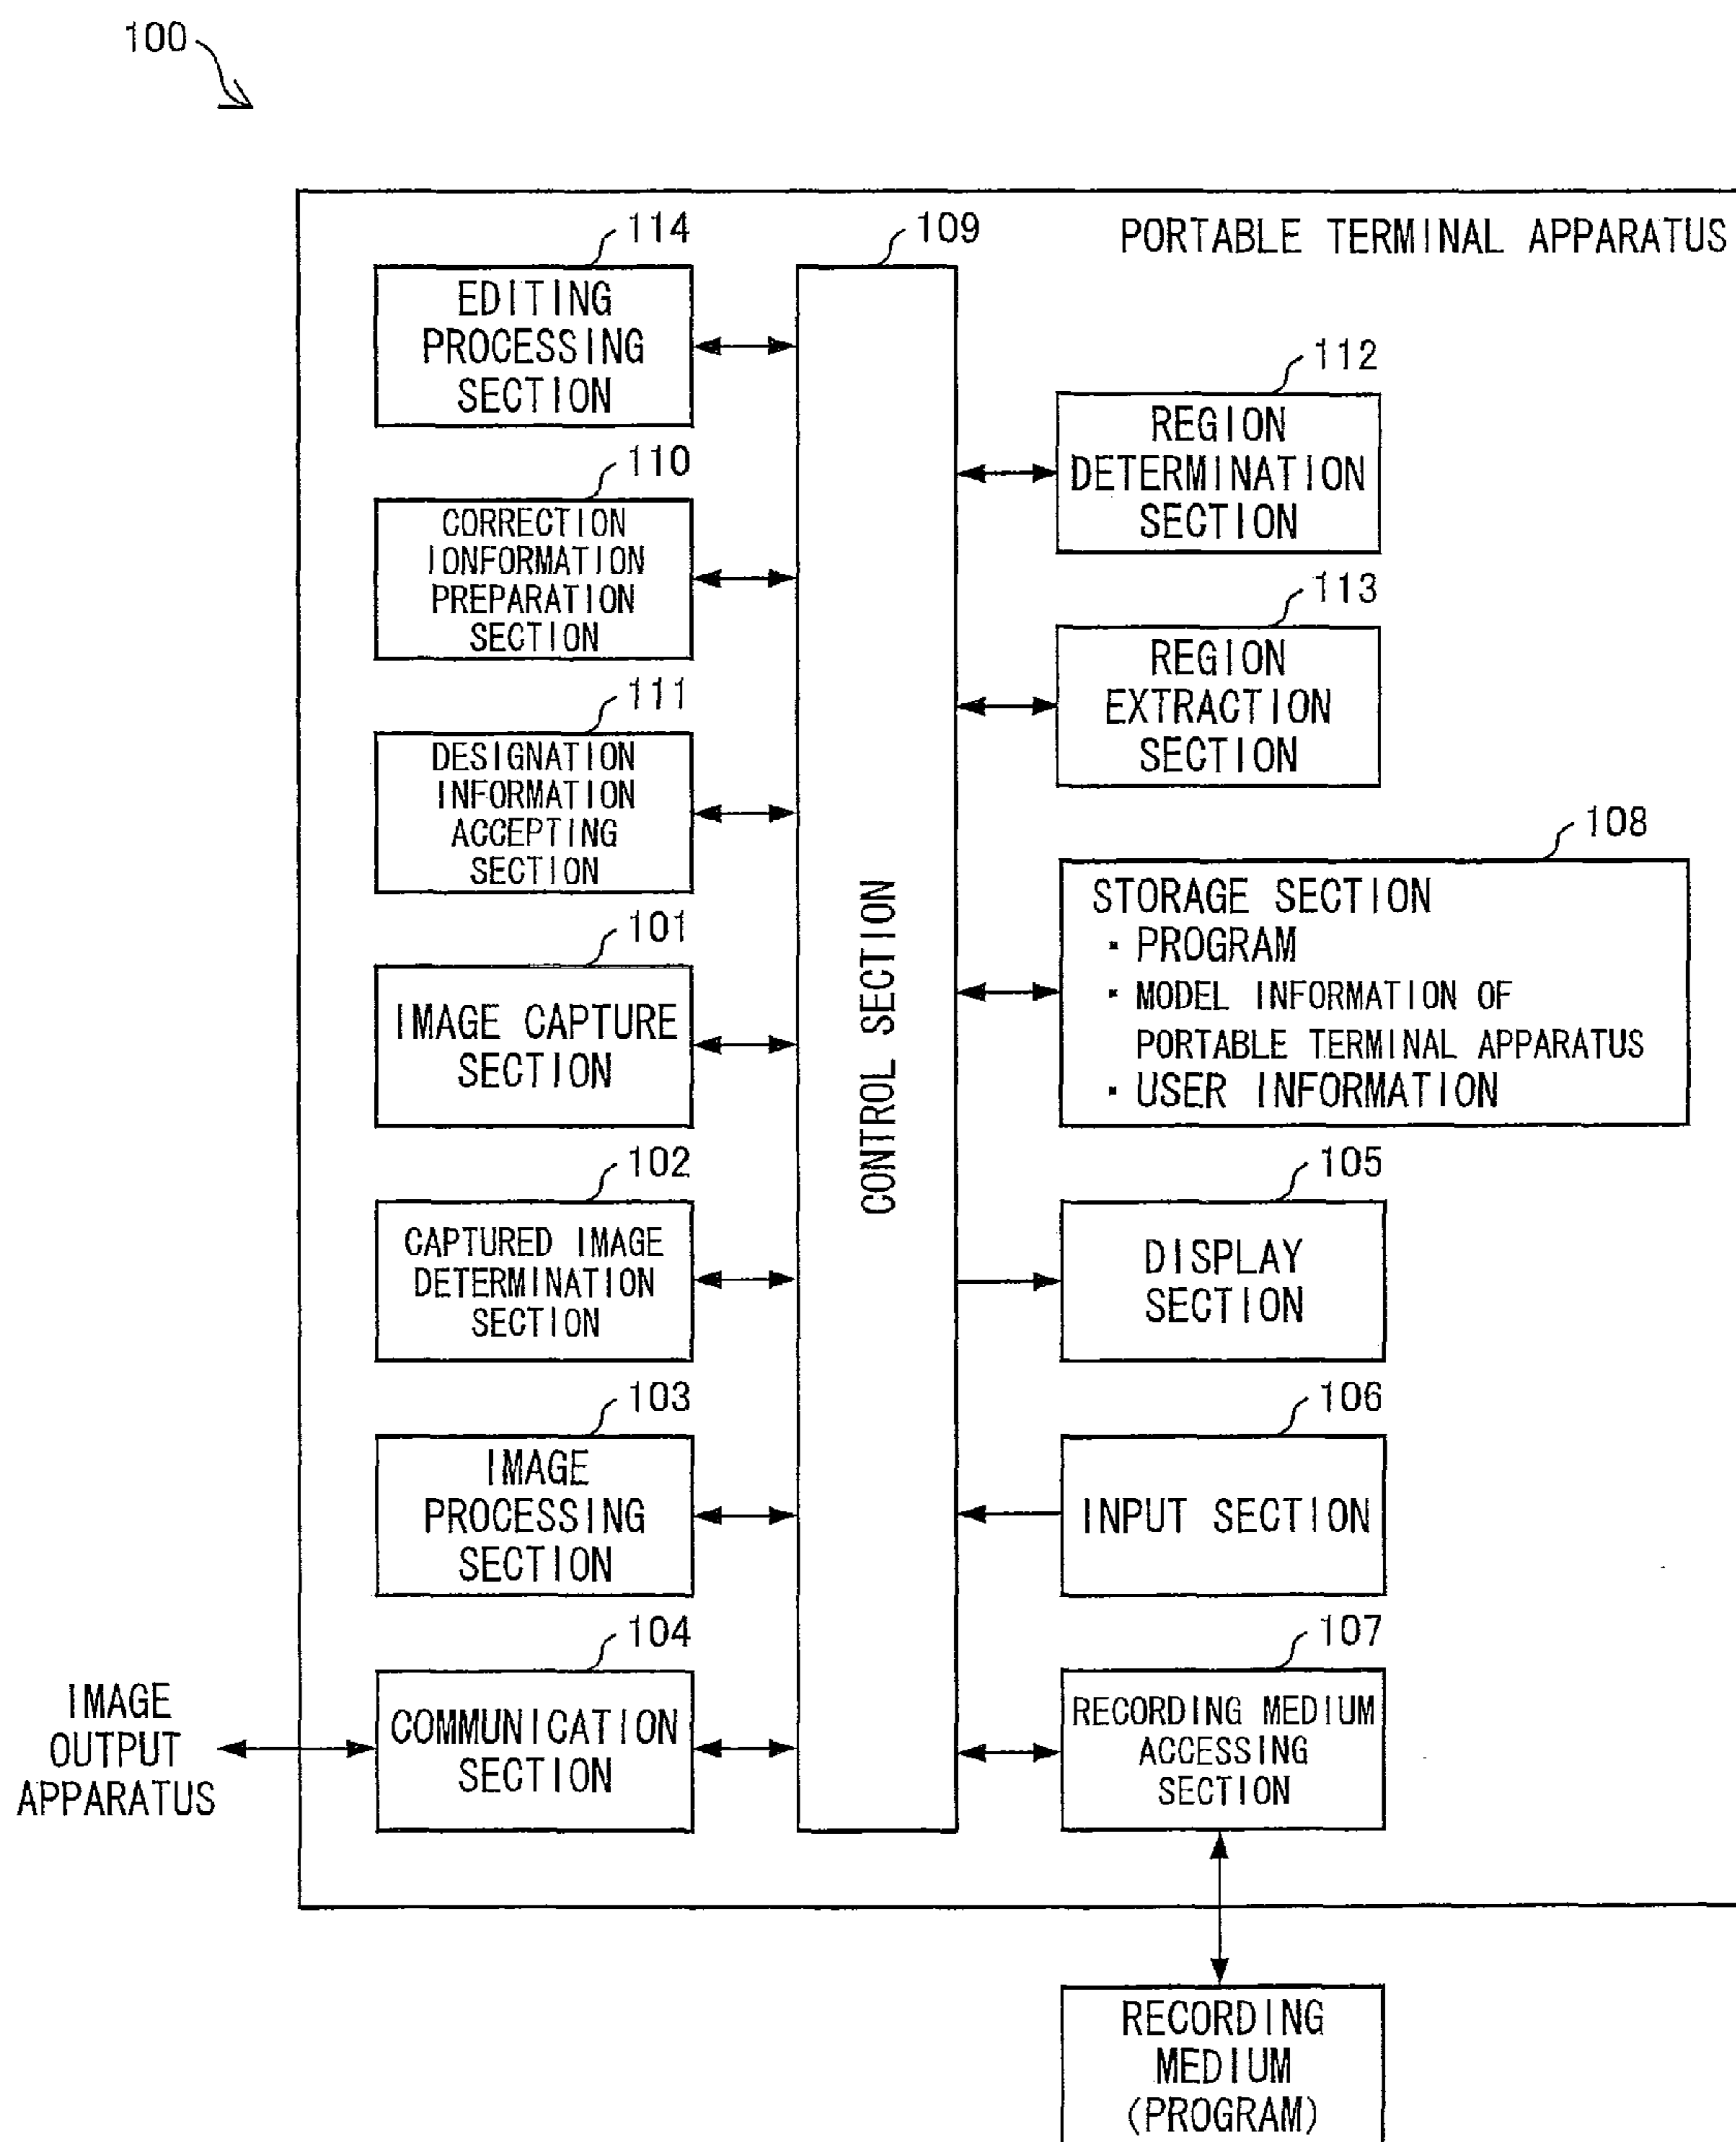 100
PORTABLE TERMINAL APPARATUS
114
EDITING
PROCESSING
SECTION
110
CORRECTION
IONFORMATION
PREPARATION
SECTION
111
DESIGNATION
INFORMATION
ACCEPTING
SECTION
101
IMAGE CAPTURE
SECTION
102
CAPTURED IMAGE
DETERMINATION
SECTION
103
IMAGE
PROCESSING
SECTION
104
COMMUNICATION
SECTION
IMAGE
OUTPUT
APPARATUS
109
CONTROL SECTION
112
REGION
DETERMINATION
SECTION
113
REGION
EXTRACTION
SECTION
108
STORAGE SECTION
・PROGRAM
・MODEL INFORMATION OF
PORTABLE TERMINAL APPARATUS
・USER INFORMATION
105
DISPLAY
SECTION
106
INPUT SECTION
107
RECORDING MEDIUM
ACCESSING
SECTION
RECORDING
MEDIUM
(PROGRAM)